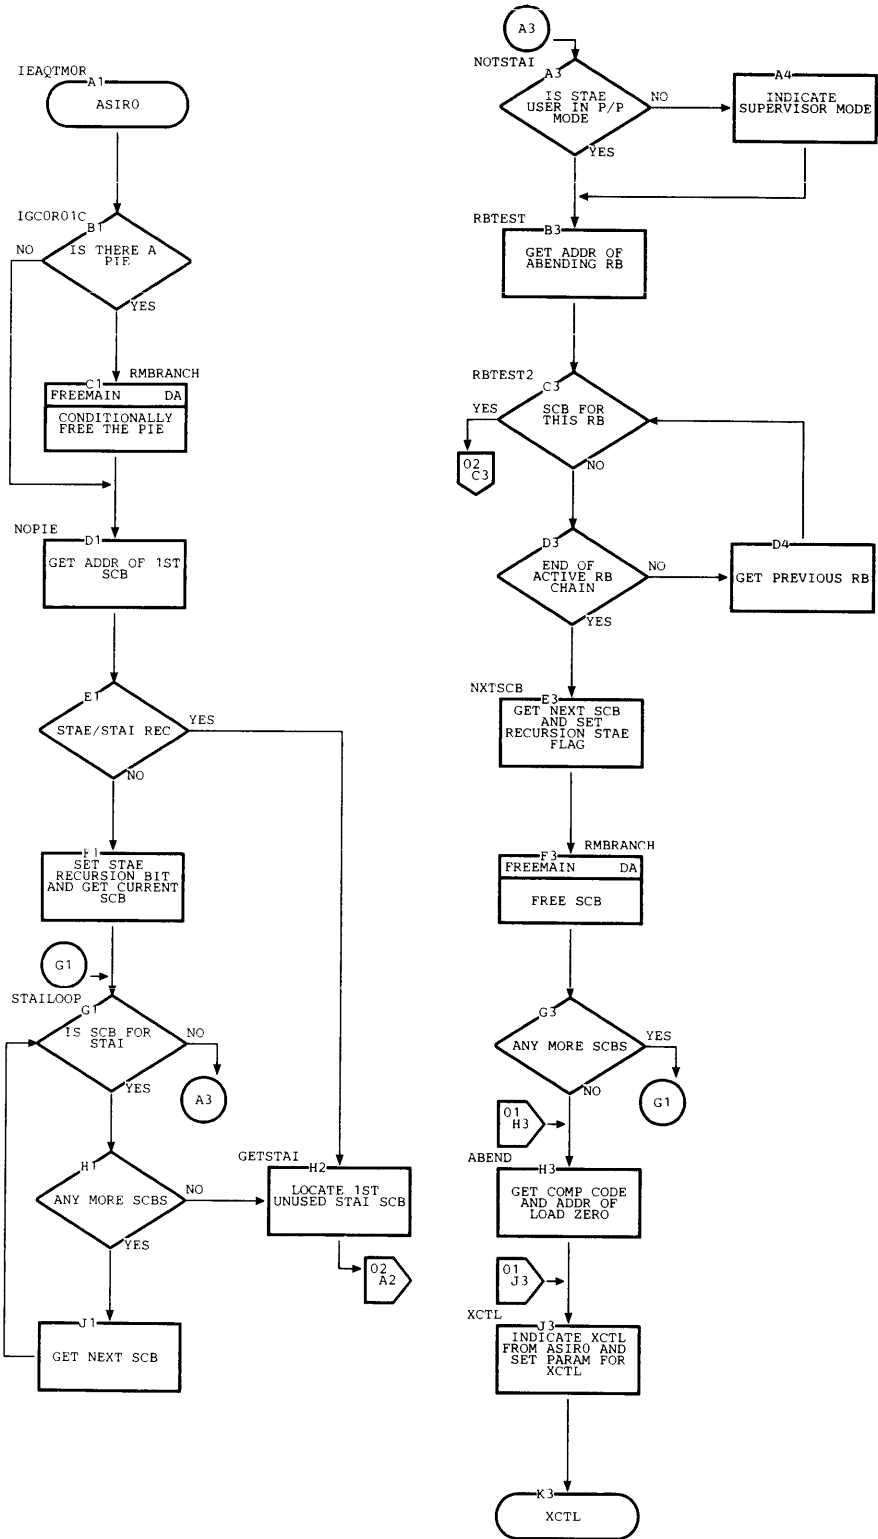 IEAQTM0R
A1
ASIR0
IGC0R01C
B1
IS THERE A
PIE
NO
YES
RMBRANCH
C1
FREEMAIN DA
CONDITIONALLY
FREE THE PIE
NOPIE
D1
GET ADDR OF 1ST
SCB
E1
STAE/STAI REC
YES
NO
F1
SET STAE
RECURSION BIT
AND GET CURRENT
SCB
G1
STAILOOP
G1
IS SCB FOR
STAI
NO
YES
A3
H1
ANY MORE SCBS
NO
YES
GETSTAI
H2
LOCATE 1ST
UNUSED STAI SCB
02
A2
J1
GET NEXT SCB
A3
NOTSTAI
A3
IS STAE
USER IN P/P
MODE
NO
YES
A4
INDICATE
SUPERVISOR MODE
RBTEST
B3
GET ADDR OF
ABENDING RB
RBTEST2
C3
SCB FOR
THIS RB
YES
NO
02
C3
D3
END OF
ACTIVE RB
CHAIN
NO
YES
D4
GET PREVIOUS RB
NXTSCB
E3
GET NEXT SCB
AND SET
RECURSION STAE
FLAG
RMBRANCH
F3
FREEMAIN DA
FREE SCB
G3
ANY MORE SCBS
YES
NO
G1
01
H3
ABEND
H3
GET COMP CODE
AND ADDR OF
LOAD ZERO
01
J3
XCTL
J3
INDICATE XCTL
FROM ASIR0 AND
SET PARAM FOR
XCTL
K3
XCTL